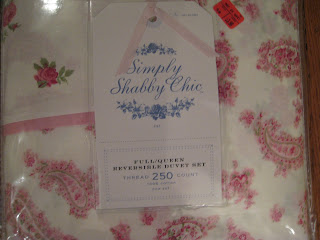 Simply
Shabby Chic
FULL/QUEEN
REVERSIBLE DUVET SET
THREAD 250 COUNT